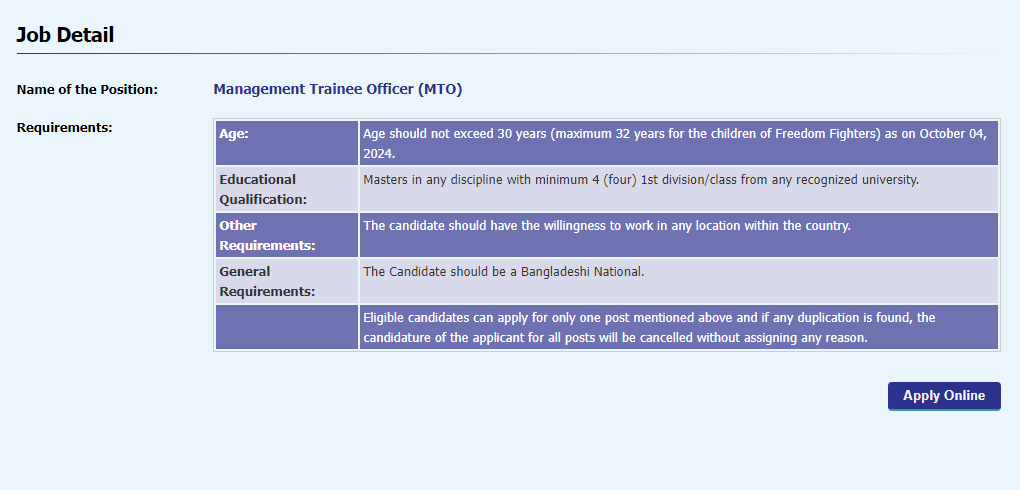 Job Detail
Name of the Position: Management Trainee Officer (MTO)
Requirements:
Age: Age should not exceed 30 years (maximum 32 years for the children of Freedom Fighters) as on October 04,
2024.
Educational Masters in any discipline with minimum 4 (four) 1st division/class from any recognized university.
Qualification:
Other The candidate should have the willingness to work in any location within the country.
Requirements:
General The Candidate should be a Bangladeshi National.
Requirements:
Eligible candidates can apply for only one post mentioned above and if any duplication is found, the
candidature of the applicant for all posts will be cancelled without assigning any reason.
Apply Online